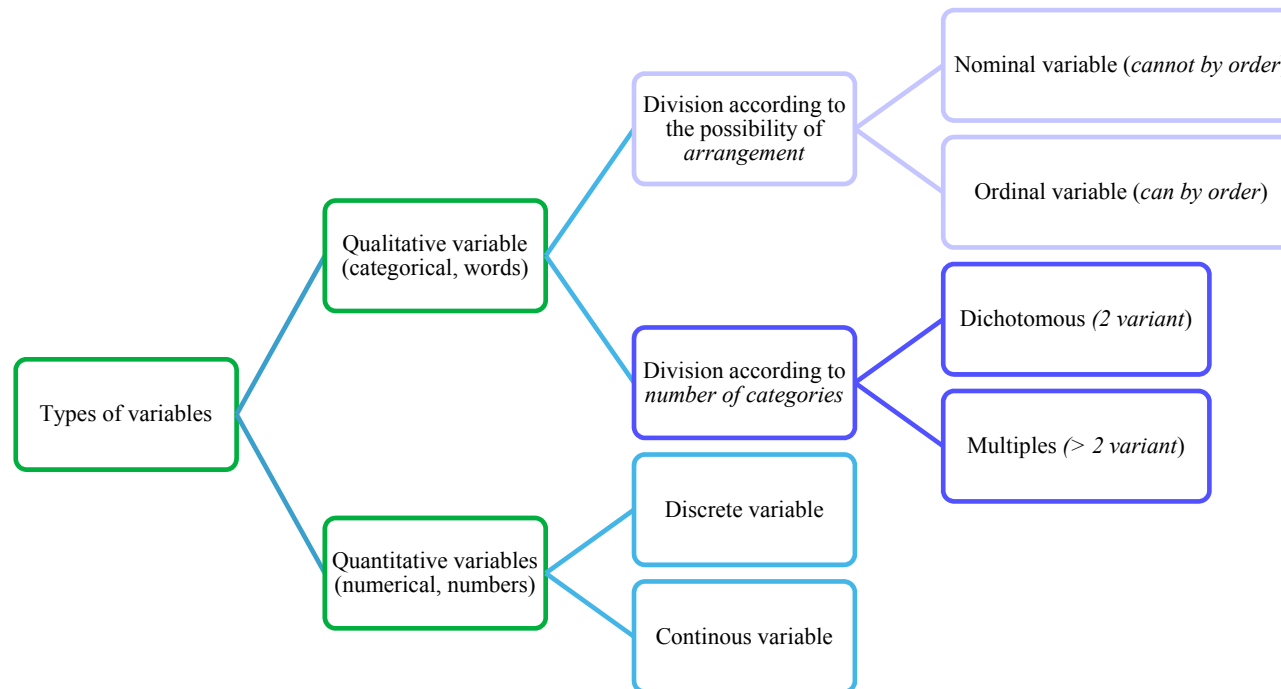 Types of variables
Qualitative variable
(categorical, words)
Division according to
the possibility of
arrangement
Nominal variable (cannot by order
Ordinal variable (can by order)
Division according to
number of categories
Dichotomous (2 variant)
Multiples (> 2 variant)
Quantitative variables
(numerical, numbers)
Discrete variable
Continous variable